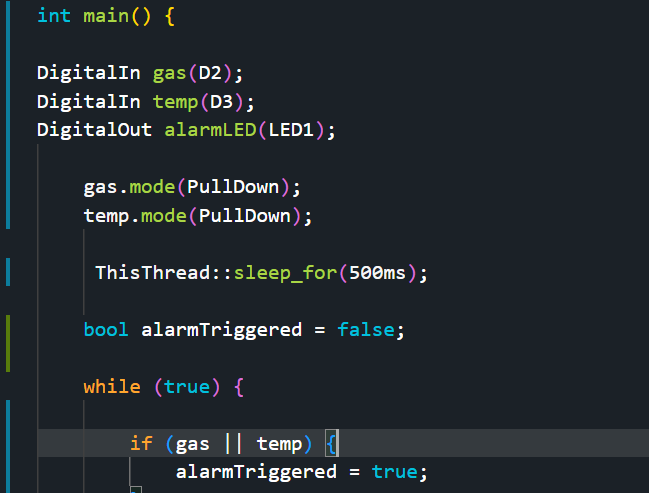 int main() {
DigitalIn gas(D2);
DigitalIn temp(D3);
DigitalOut alarmLED(LED1);
gas.mode(PullDown);
temp.mode(PullDown);
ThisThread::sleep_for(500ms);
bool alarmTriggered = false;
while (true) {
if (gas || temp) {
alarmTriggered = true;